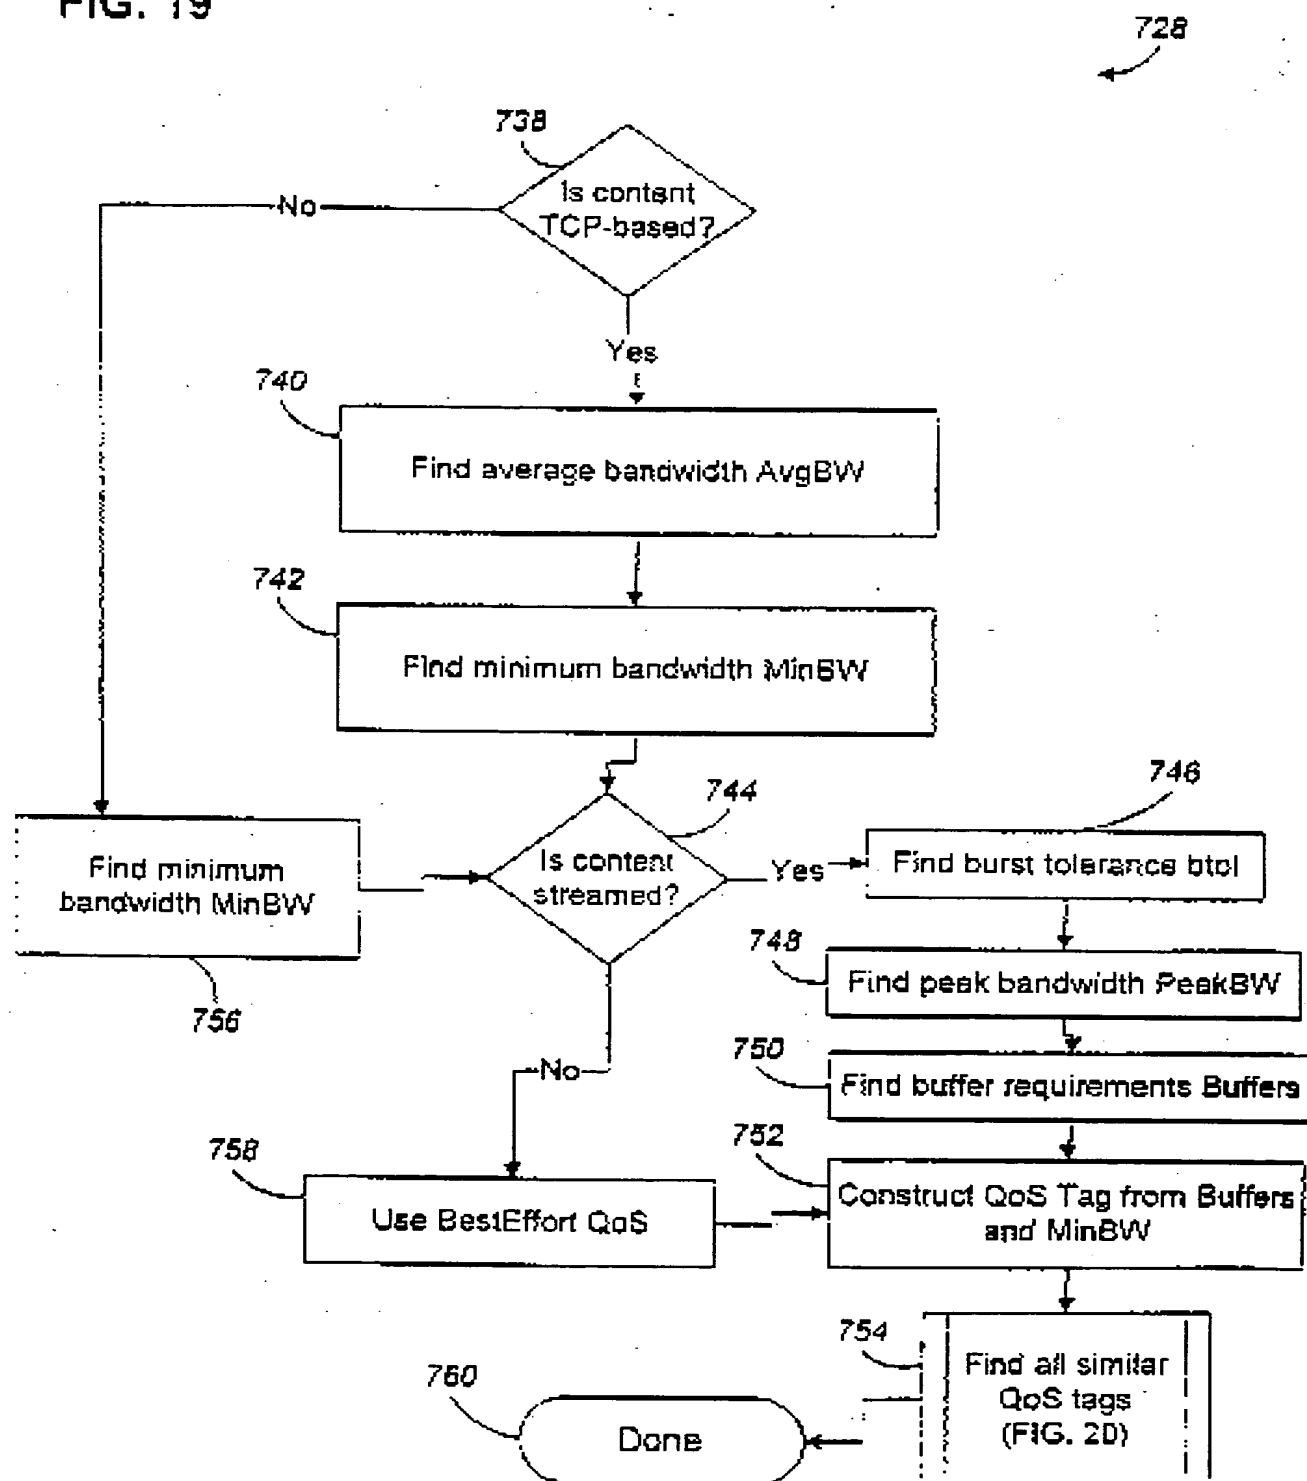 FIG. 19
728
738
Is content
TCP-based?
No
Yes
740
Find average bandwidth AvgBW
742
Find minimum bandwidth MinBW
744
746
Is content
streamed?
Yes
Find burst tolerance btol
Find minimum
bandwidth MinBW
748
Find peak bandwidth PeakBW
756
750
No
Find buffer requirements Buffers
752
758
Construct QoS Tag from Buffers
and MinBW
Use BestEffort QoS
754
Find all similar
QoS tags
(FIG. 20)
760
Done